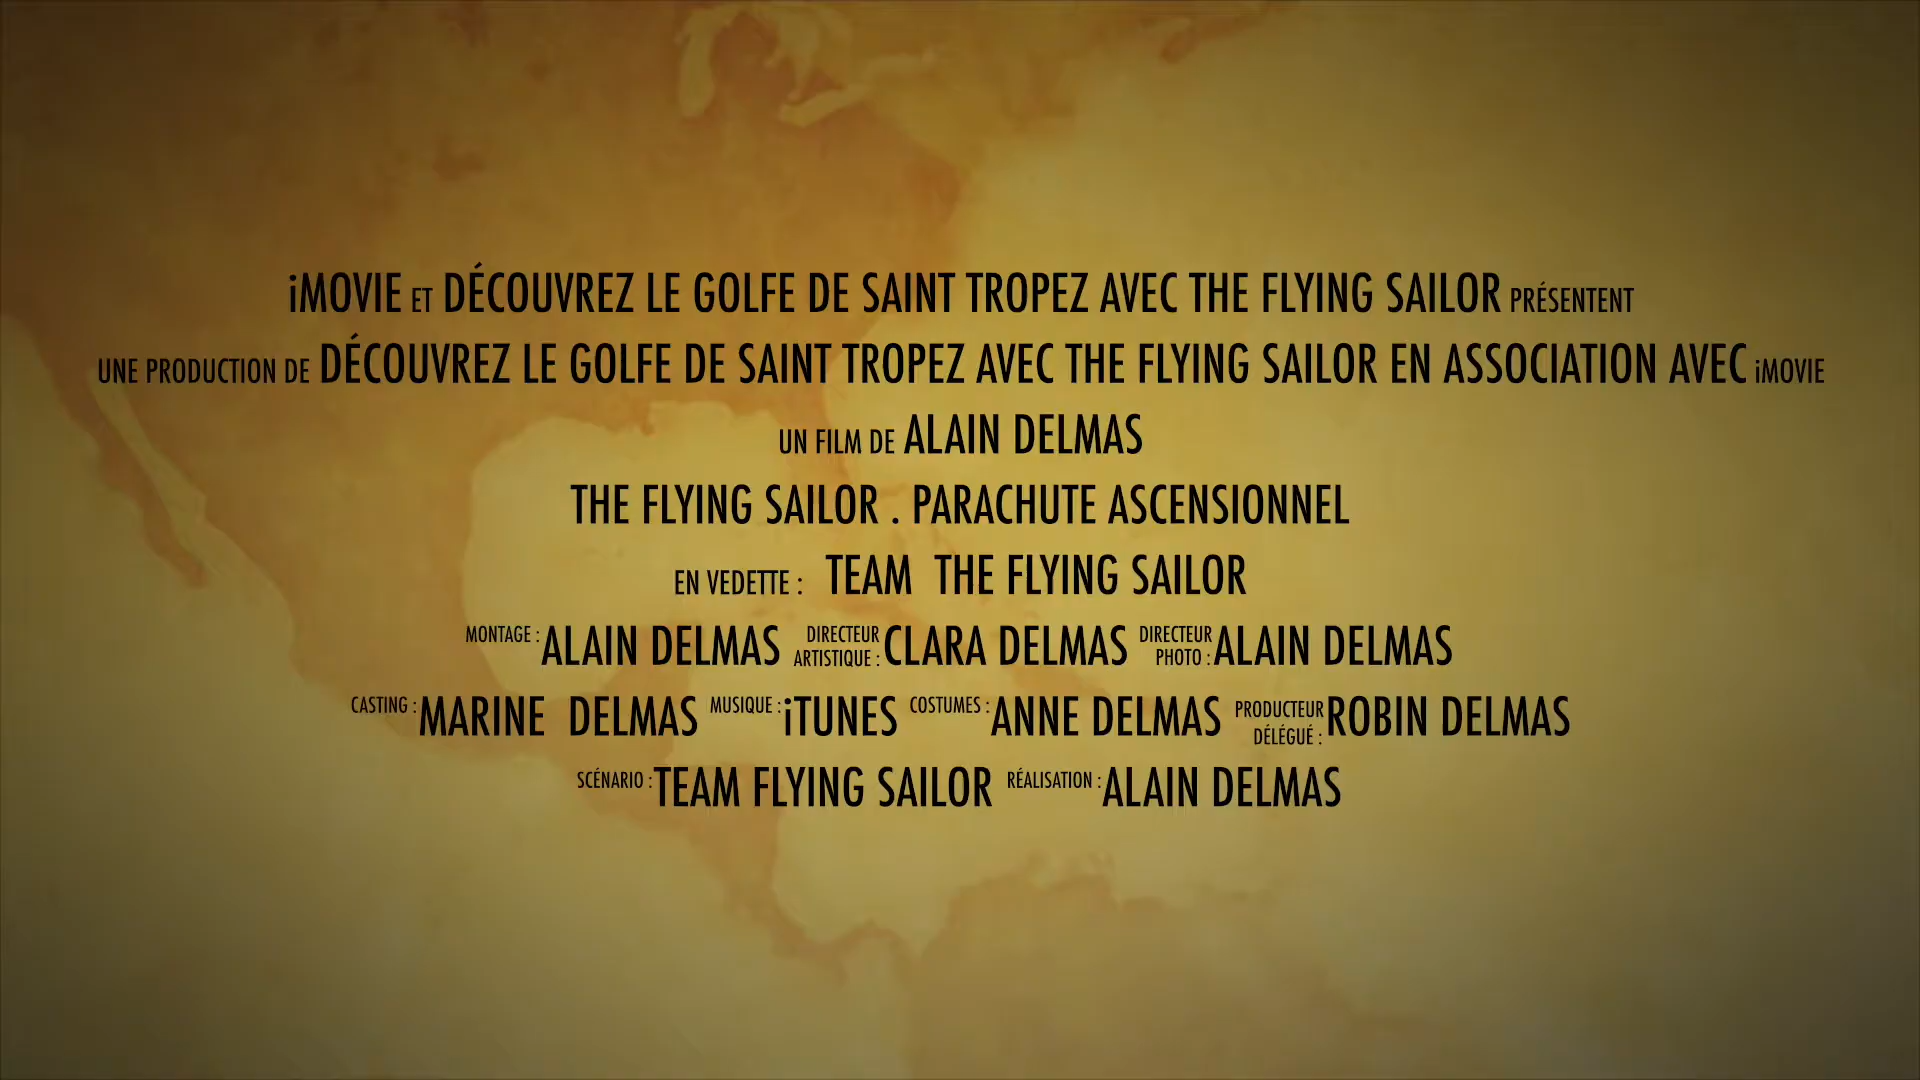 iMOVIE ET DÉCOUVREZ LE GOLFE DE SAINT TROPEZ AVEC THE FLYING SAILOR PRÉSENTENT
UNE PRODUCTION DE DÉCOUVREZ LE GOLFE DE SAINT TROPEZ AVEC THE FLYING SAILOR EN ASSOCIATION AVEC iMOVIE
UN FILM DE ALAIN DELMAS
THE FLYING SAILOR . PARACHUTE ASCENSIONNEL
EN VEDETTE : TEAM THE FLYING SAILOR
MONTAGE : ALAIN DELMAS DIRECTEUR ARTISTIQUE : CLARA DELMAS DIRECTEUR PHOTO : ALAIN DELMAS
CASTING : MARINE DELMAS MUSIQUE : iTUNES COSTUMES : ANNE DELMAS PRODUCTEUR DÉLÉGUÉ : ROBIN DELMAS
SCÉNARIO : TEAM FLYING SAILOR RÉALISATION : ALAIN DELMAS